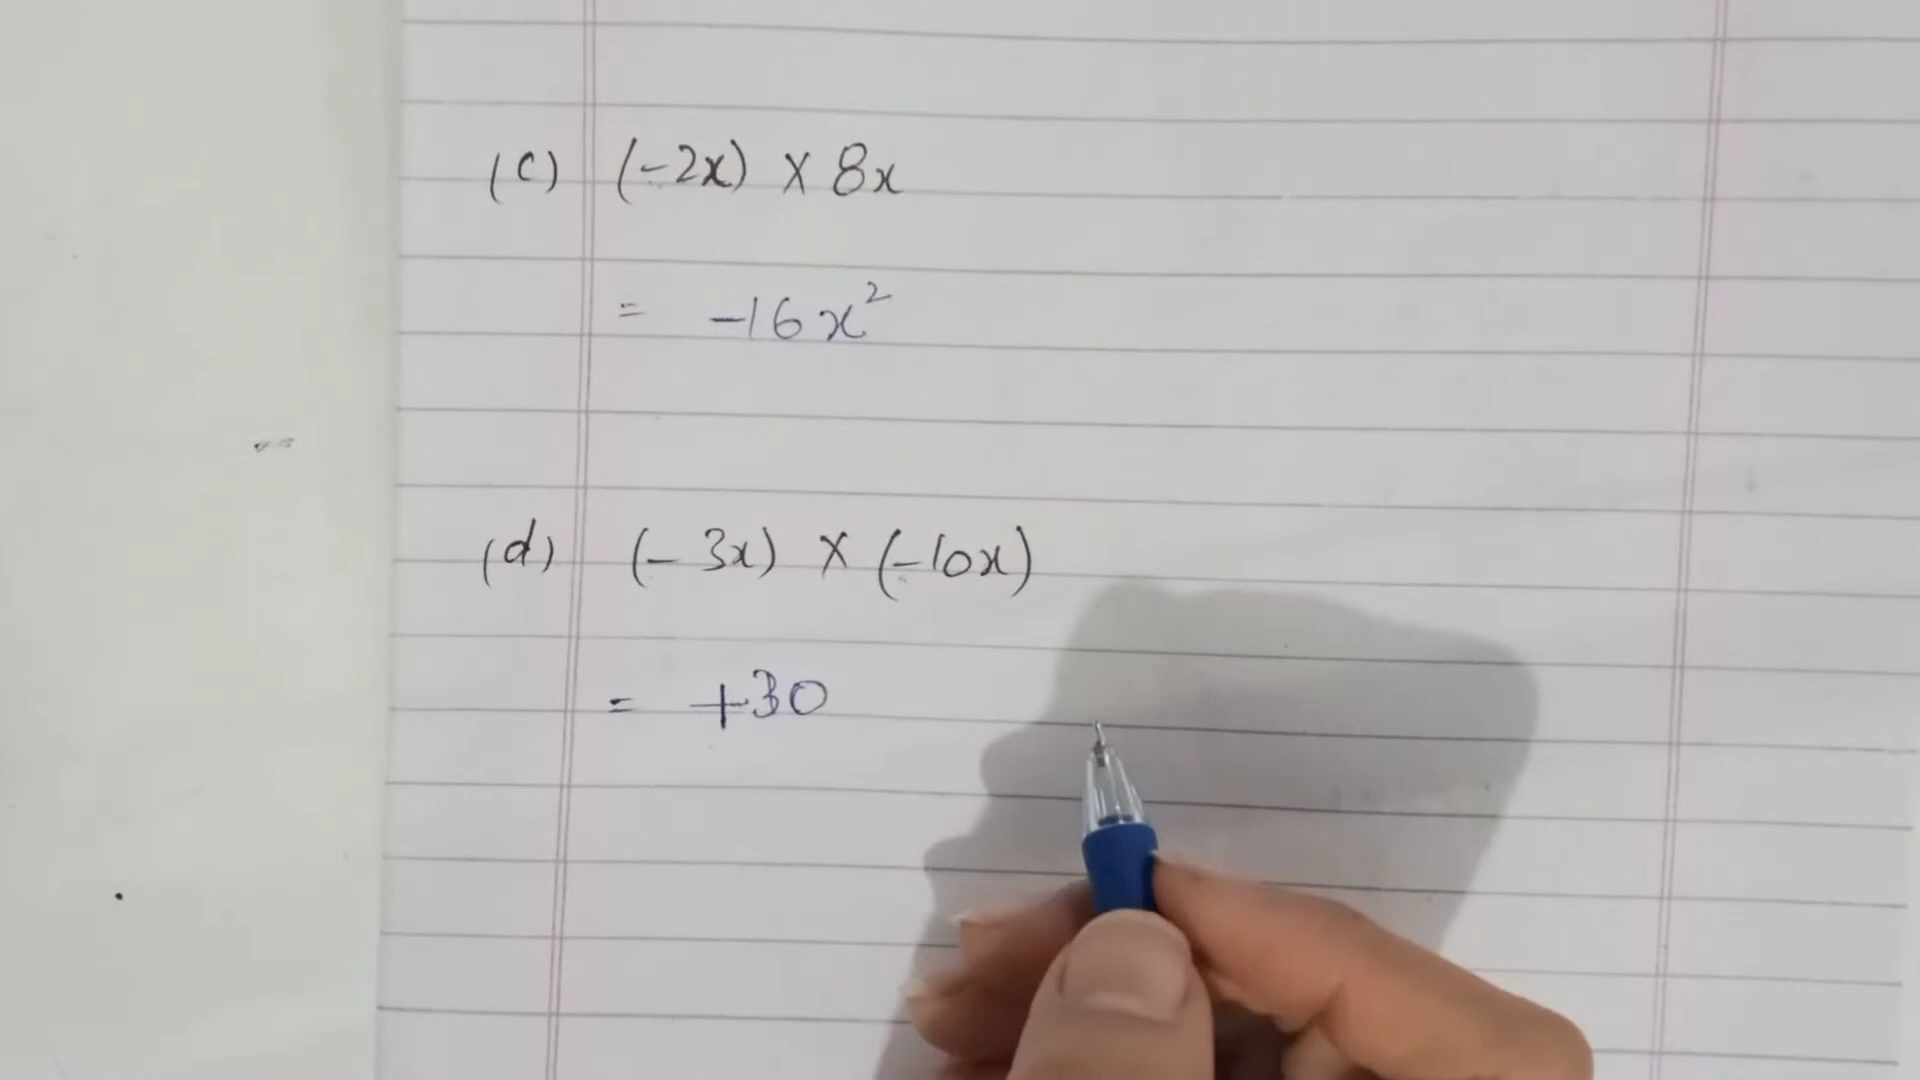 (c) (-2x) × 8x
= -16x²
(d) (-3x) × (-10x)
= +30